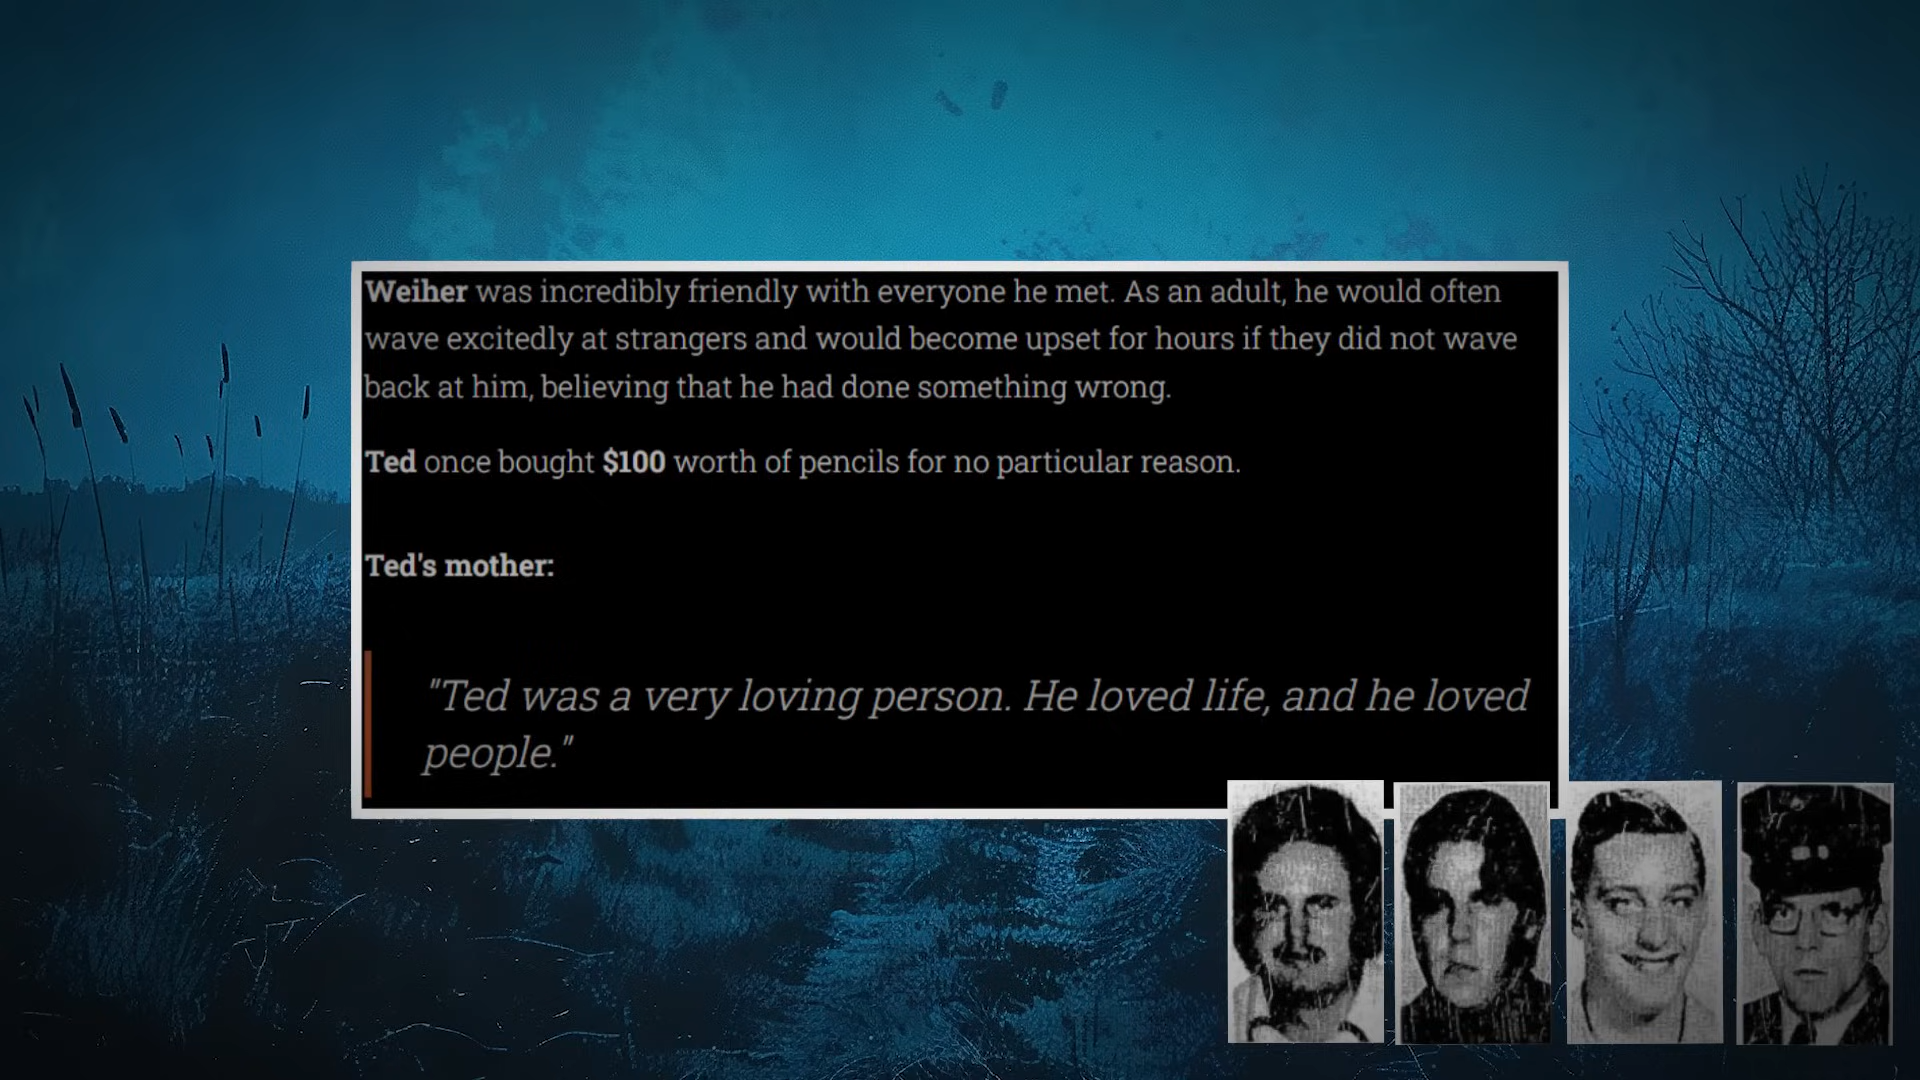 Weiher was incredibly friendly with everyone he met. As an adult, he would often
wave excitedly at strangers and would become upset for hours if they did not wave
back at him, believing that he had done something wrong.
Ted once bought $100 worth of pencils for no particular reason.
Ted's mother:
"Ted was a very loving person. He loved life, and he loved
people."